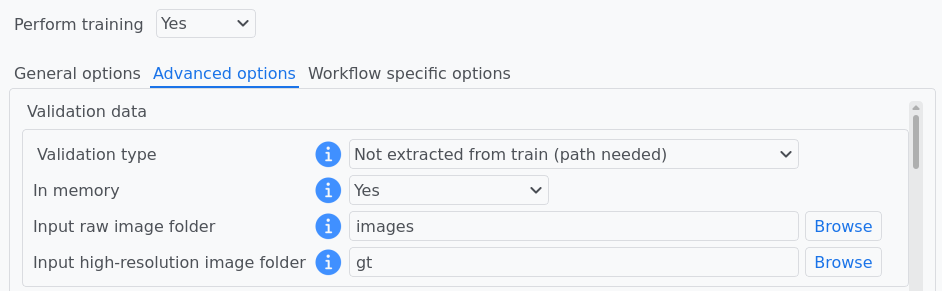 Perform training Yes
General options Advanced options Workflow specific options
Validation data
Validation type i Not extracted from train (path needed)
In memory i Yes
Input raw image folder i images Browse
Input high-resolution image folder i gt Browse